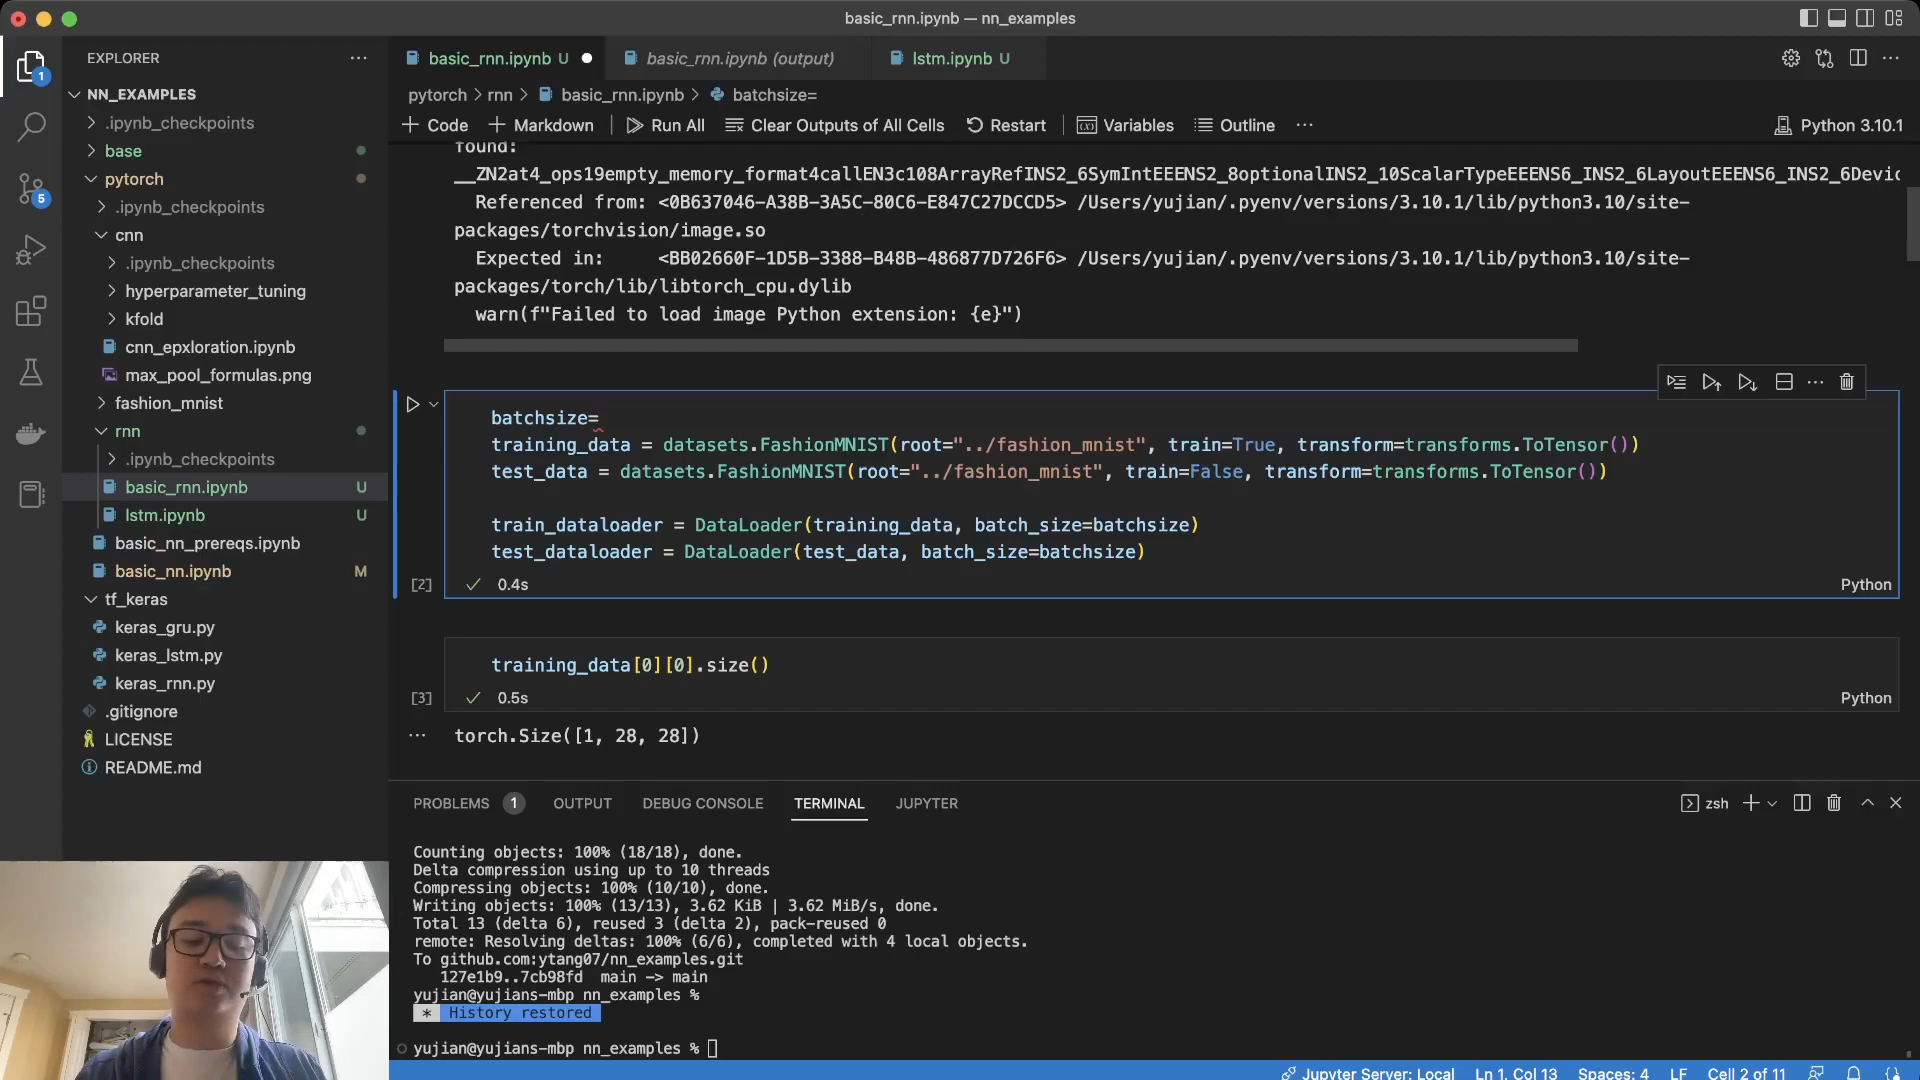 basic_rnn.ipynb — nn_examples
EXPLORER
NN_EXAMPLES
.ipynb_checkpoints
base
pytorch
.ipynb_checkpoints
cnn
.ipynb_checkpoints
hyperparameter_tuning
kfold
cnn_epxloration.ipynb
max_pool_formulas.png
fashion_mnist
rnn
.ipynb_checkpoints
basic_rnn.ipynb U
lstm.ipynb U
basic_nn_prereqs.ipynb
basic_nn.ipynb M
tf_keras
keras_gru.py
keras_lstm.py
keras_rnn.py
.gitignore
LICENSE
README.md
1
5
basic_rnn.ipynb U
basic_rnn.ipynb (output)
lstm.ipynb U
pytorch > rnn > basic_rnn.ipynb > batchsize=
+ Code + Markdown Run All Clear Outputs of All Cells Restart Variables Outline ... Python 3.10.1
found:
__ZN2at4_ops19empty_memory_format4callEN3c108ArrayRefINS2_6SymIntEEENS2_8optionalINS2_10ScalarTypeEEENS6_INS2_6LayoutEEENS6_INS2_6Devic
Referenced from: <0B637046-A38B-3A5C-80C6-E847C27DCCD5> /Users/yujian/.pyenv/versions/3.10.1/lib/python3.10/site-
packages/torchvision/image.so
Expected in: <BB02660F-1D5B-3388-B48B-486877D726F6> /Users/yujian/.pyenv/versions/3.10.1/lib/python3.10/site-
packages/torch/lib/libtorch_cpu.dylib
warn(f"Failed to load image Python extension: {e}")
batchsize=
training_data = datasets.FashionMNIST(root="../fashion_mnist", train=True, transform=transforms.ToTensor())
test_data = datasets.FashionMNIST(root="../fashion_mnist", train=False, transform=transforms.ToTensor())
train_dataloader = DataLoader(training_data, batch_size=batchsize)
test_dataloader = DataLoader(test_data, batch_size=batchsize)
[2] ✓ 0.4s Python
training_data[0][0].size()
[3] ✓ 0.5s Python
... torch.Size([1, 28, 28])
PROBLEMS 1 OUTPUT DEBUG CONSOLE TERMINAL JUPYTER zsh
Counting objects: 100% (18/18), done.
Delta compression using up to 10 threads
Compressing objects: 100% (10/10), done.
Writing objects: 100% (13/13), 3.62 KiB | 3.62 MiB/s, done.
Total 13 (delta 6), reused 3 (delta 2), pack-reused 0
remote: Resolving deltas: 100% (6/6), completed with 4 local objects.
To github.com:ytang07/nn_examples.git
127e1b9..7cb98fd main -> main
yujian@yujians-mbp nn_examples %
* History restored
yujian@yujians-mbp nn_examples %
Jupyter Server: Local Ln 1, Col 13 Spaces: 4 LF Cell 2 of 11